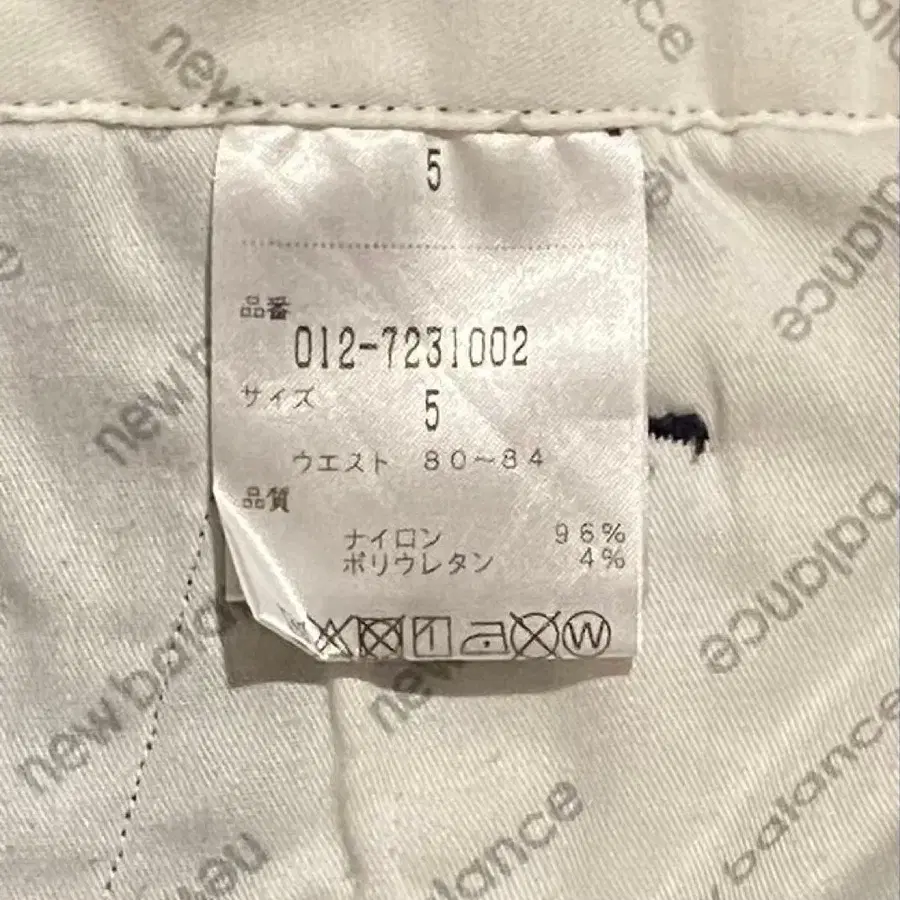 new
balance
5
品番
012-7231002
サイズ
5
ウエスト 80～84
品質
ナイロン 96%
ポリウレタン 4%
W
balance
new
balance
new balan
new
balance
balance
new